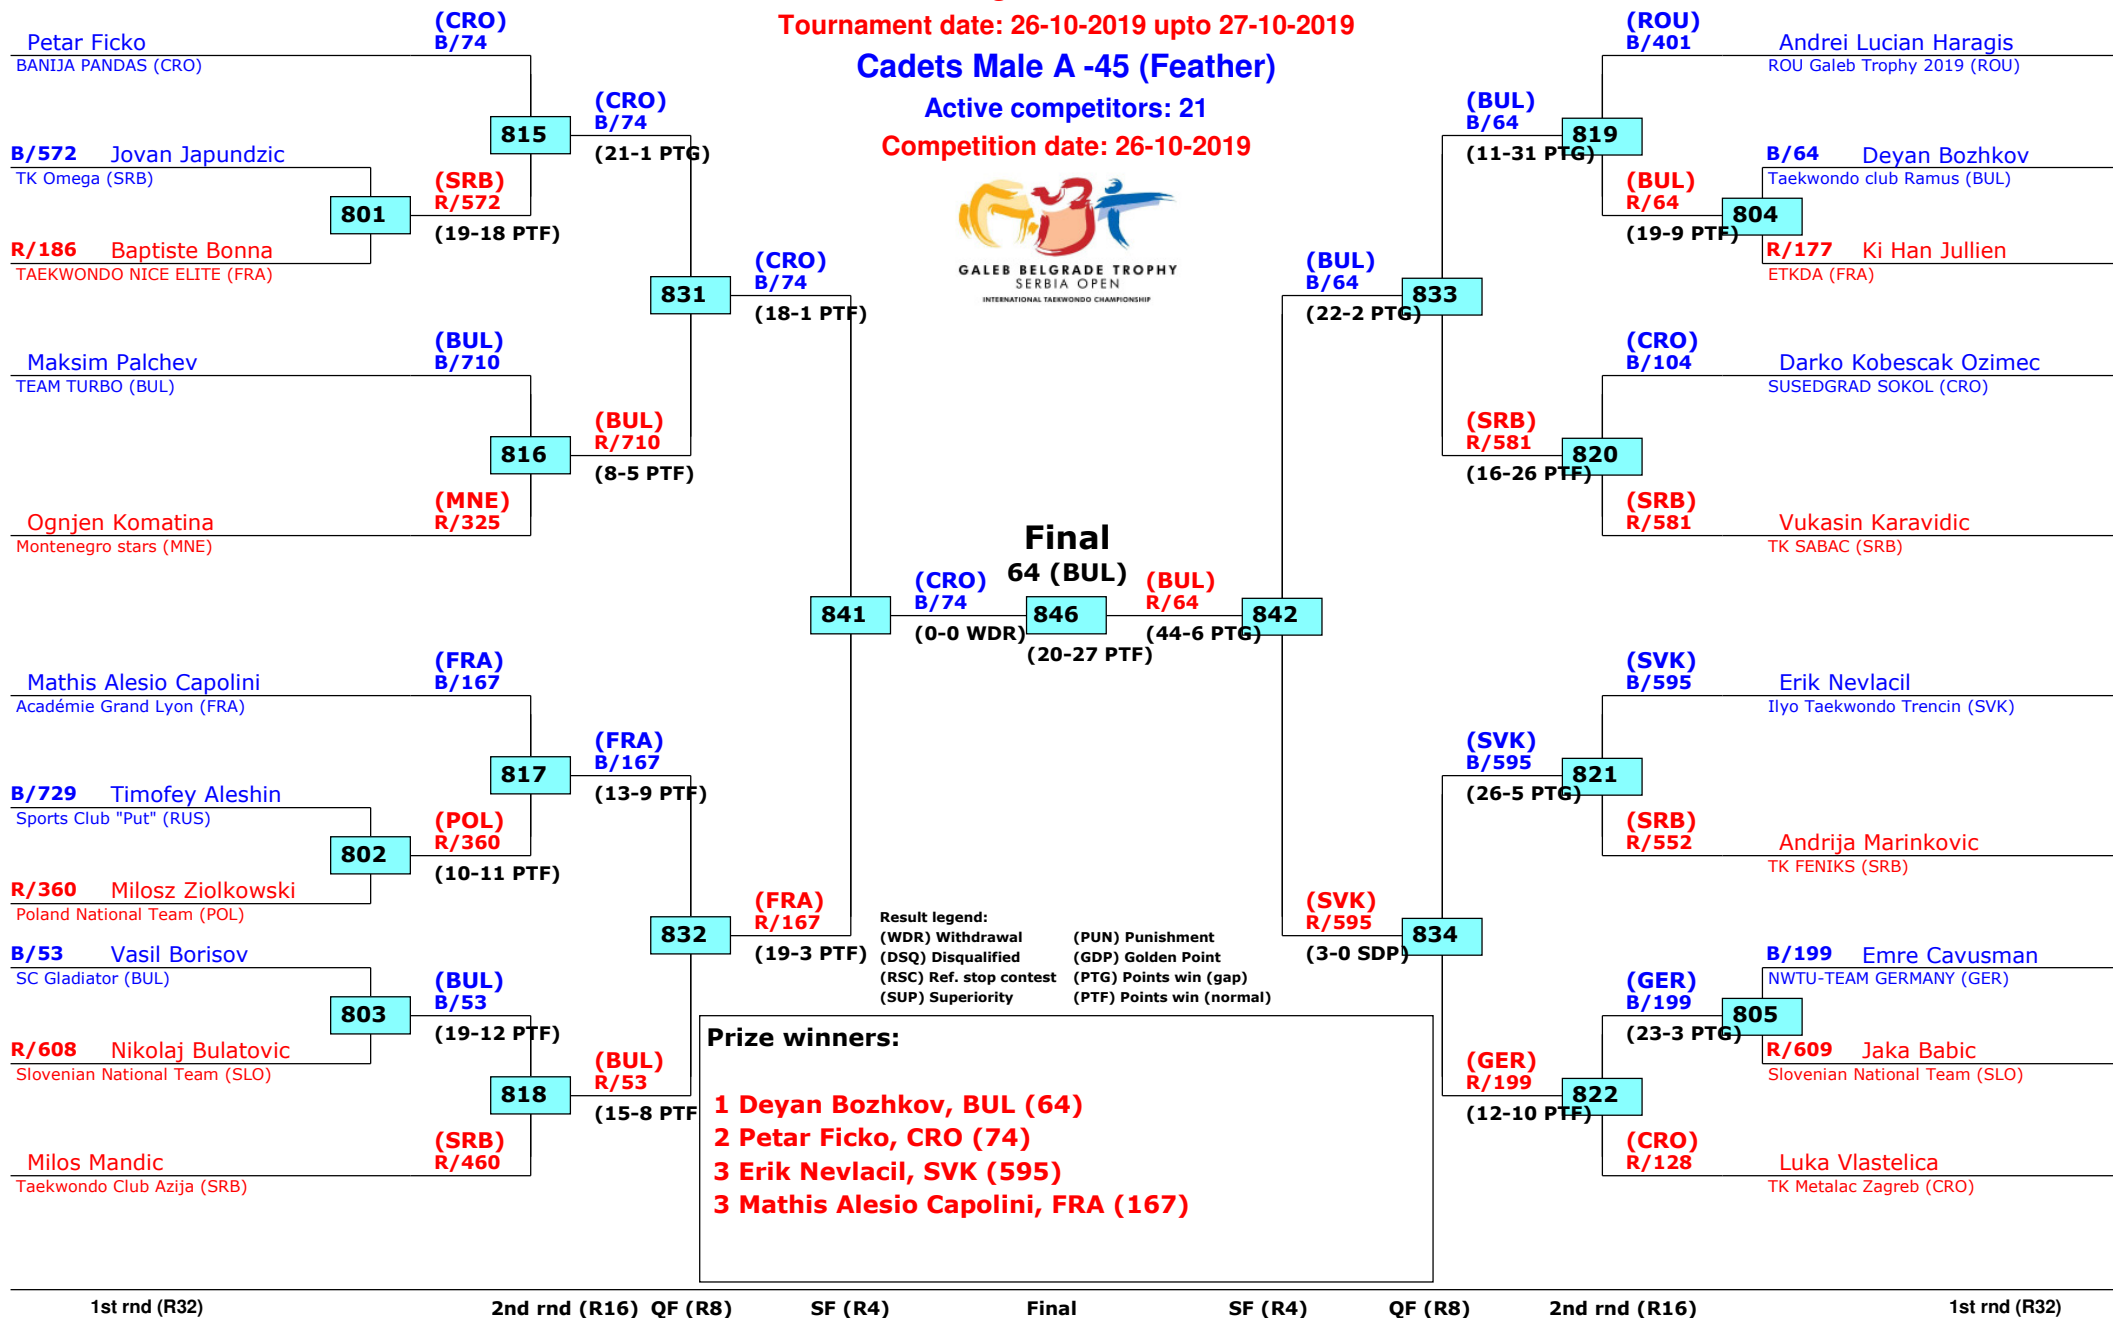 Tournament date: 26-10-2019 upto 27-10-2019
Cadets Male A -45 (Feather)
Active competitors: 21
Competition date: 26-10-2019
GALEB BELGRADE TROPHY
SERBIA OPEN
INTERNATIONAL TAEKWONDO CHAMPIONSHIP
Petar Ficko
BANIJA PANDAS (CRO)
(CRO)
B/74
B/572 Jovan Japundzic
TK Omega (SRB)
R/186 Baptiste Bonna
TAEKWONDO NICE ELITE (FRA)
801
(SRB)
R/572
(19-18 PTF)
815
(CRO)
B/74
(21-1 PTG)
Maksim Palchev
TEAM TURBO (BUL)
(BUL)
B/710
Ognjen Komatina
Montenegro stars (MNE)
(MNE)
R/325
816
(BUL)
R/710
(8-5 PTF)
831
(CRO)
B/74
(18-1 PTF)
Mathis Alesio Capolini
Académie Grand Lyon (FRA)
(FRA)
B/167
B/729 Timofey Aleshin
Sports Club "Put" (RUS)
R/360 Milosz Ziolkowski
Poland National Team (POL)
802
(POL)
R/360
(10-11 PTF)
817
(FRA)
B/167
(13-9 PTF)
B/53 Vasil Borisov
SC Gladiator (BUL)
R/608 Nikolaj Bulatovic
Slovenian National Team (SLO)
803
(BUL)
B/53
(19-12 PTF)
Milos Mandic
Taekwondo Club Azija (SRB)
(SRB)
R/460
818
(BUL)
R/53
(15-8 PTF
832
(FRA)
R/167
(19-3 PTF)
841
(CRO)
B/74
(0-0 WDR)
Final
64 (BUL)
846
(20-27 PTF)
(BUL)
R/64
(44-6 PTG)
842
(BUL)
B/64
(22-2 PTG)
833
(BUL)
B/64
(11-31 PTG)
819
(ROU)
B/401
Andrei Lucian Haragis
ROU Galeb Trophy 2019 (ROU)
(BUL)
R/64
(19-9 PTF)
804
B/64 Deyan Bozhkov
Taekwondo club Ramus (BUL)
R/177 Ki Han Jullien
ETKDA (FRA)
(SRB)
R/581
(16-26 PTF)
820
(CRO)
B/104
Darko Kobescak Ozimec
SUSEDGRAD SOKOL (CRO)
(SRB)
R/581
Vukasin Karavidic
TK SABAC (SRB)
(SVK)
R/595
(3-0 SDP)
834
(SVK)
B/595
(26-5 PTG)
821
(SVK)
B/595
Erik Nevlacil
Ilyo Taekwondo Trencin (SVK)
(SRB)
R/552
Andrija Marinkovic
TK FENIKS (SRB)
(GER)
R/199
(12-10 PTF)
822
(GER)
B/199
(23-3 PTG)
805
B/199 Emre Cavusman
NWTU-TEAM GERMANY (GER)
R/609 Jaka Babic
Slovenian National Team (SLO)
(CRO)
R/128
Luka Vlastelica
TK Metalac Zagreb (CRO)
Result legend:
(WDR) Withdrawal (PUN) Punishment
(DSQ) Disqualified (GDP) Golden Point
(RSC) Ref. stop contest (PTG) Points win (gap)
(SUP) Superiority (PTF) Points win (normal)
Prize winners:
1 Deyan Bozhkov, BUL (64)
2 Petar Ficko, CRO (74)
3 Erik Nevlacil, SVK (595)
3 Mathis Alesio Capolini, FRA (167)
1st rnd (R32) 2nd rnd (R16) QF (R8) SF (R4) Final SF (R4) QF (R8) 2nd rnd (R16) 1st rnd (R32)